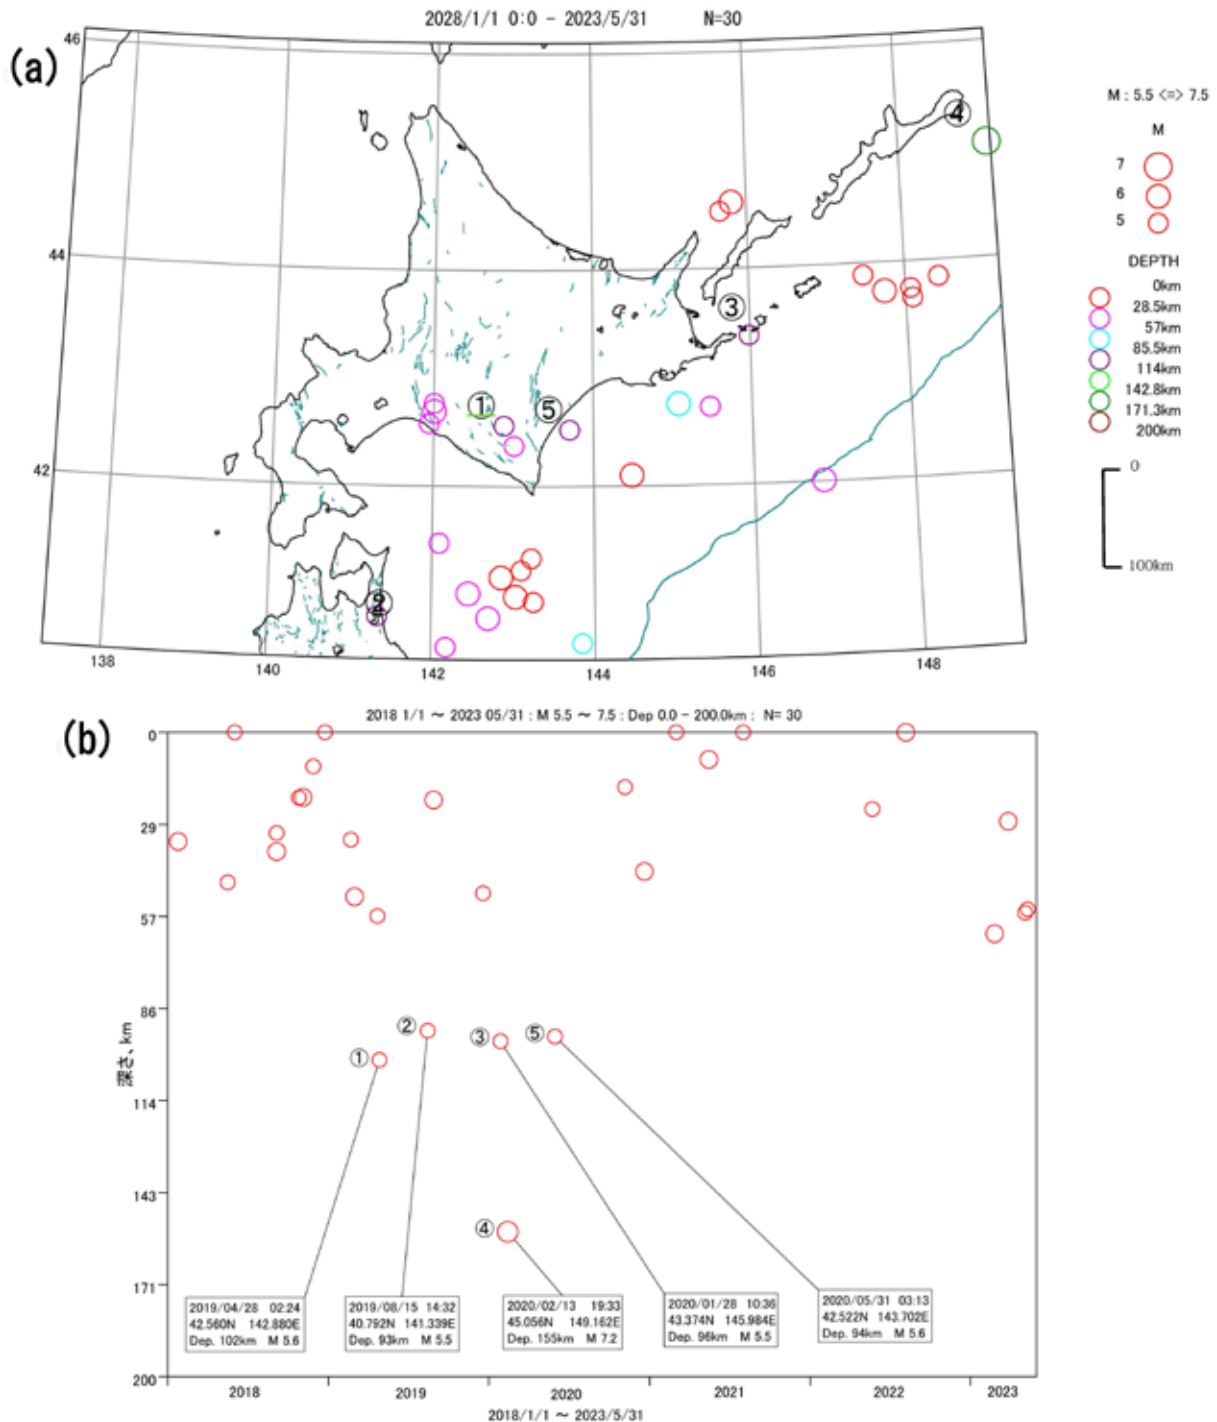 2028/1/1 0:0 - 2023/5/31 N=30
(a)
46
44
42
138
140
142
144
146
148
①
②
③
④
⑤
M : 5.5 <=> 7.5
M
7
6
5
DEPTH
0km
28.5km
57km
85.5km
114km
142.8km
171.3km
200km
0
100km
(b)
2018 1/1 ～ 2023 05/31 : M 5.5 ～ 7.5 : Dep 0.0 - 200.0km : N= 30
0
29
57
86
114
143
171
200
深さ、km
①
②
③
⑤
④
2019/04/28 02:24
42.560N 142.880E
Dep. 102km M 5.6
2019/08/15 14:32
40.792N 141.339E
Dep. 93km M 5.5
2020/02/13 19:33
45.056N 149.162E
Dep. 155km M 7.2
2020/01/28 10:36
43.374N 145.984E
Dep. 96km M 5.5
2020/05/31 03:13
42.522N 143.702E
Dep. 94km M 5.6
2018
2019
2020
2021
2022
2023
2018/1/1 ～ 2023/5/31